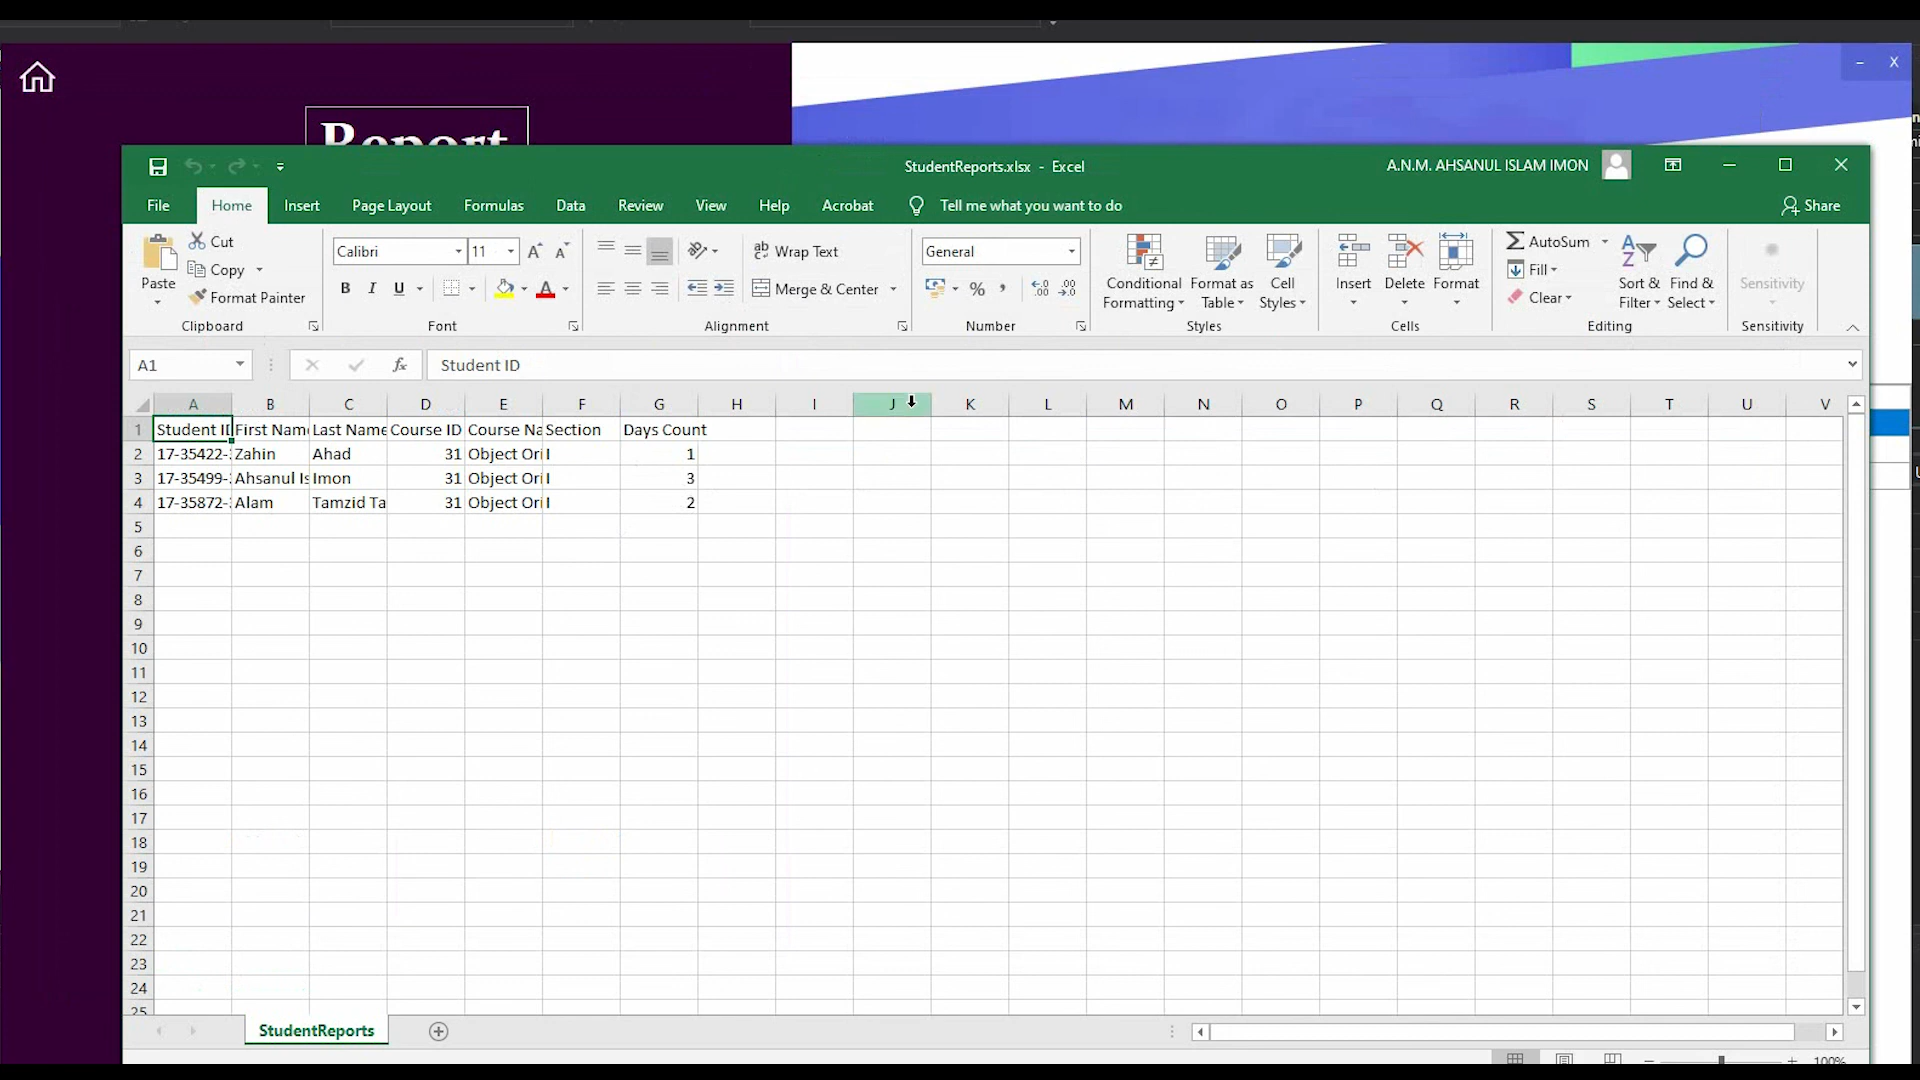 Report
X
StudentReports.xlsx - Excel
A.N.M. AHSANUL ISLAM IMON
File Home Insert Page Layout Formulas Data Review View Help Acrobat Tell me what you want to do Share
Paste
Cut
Copy
Format Painter
Clipboard
Calibri 11
B I U A
Font
ab Wrap Text
Merge & Center
Alignment
General
%
Number
Conditional Formatting
Format as Table
Cell Styles
Styles
Insert
Delete
Format
Cells
AutoSum
Fill
Clear
Sort & Filter
Find & Select
Editing
Sensitivity
Sensitivity
A1 fx Student ID
A B C D E F G H I J K L M N O P Q R S T U V
1 Student ID First Name Last Name Course ID Course Na Section Days Count
2 17-35422- Zahin Ahad 31 Object Ori I 1
3 17-35499- Ahsanul Is Imon 31 Object Ori I 3
4 17-35872- Alam Tamzid Ta 31 Object Ori I 2
5
6
7
8
9
10
11
12
13
14
15
16
17
18
19
20
21
22
23
24
25
StudentReports
100%